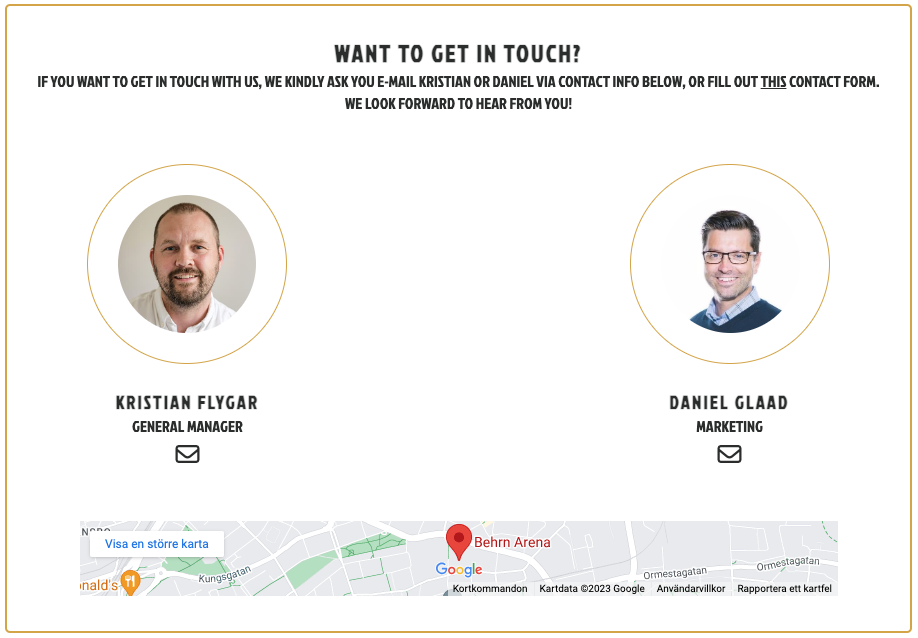 WANT TO GET IN TOUCH?
IF YOU WANT TO GET IN TOUCH WITH US, WE KINDLY ASK YOU E-MAIL KRISTIAN OR DANIEL VIA CONTACT INFO BELOW, OR FILL OUT THIS CONTACT FORM.
WE LOOK FORWARD TO HEAR FROM YOU!
KRISTIAN FLYGAR
GENERAL MANAGER
DANIEL GLAAD
MARKETING
Visa en större karta
Behrn Arena
Kungsgatan
onald's
Google
Ormestagatan
Ormestagatan
Kortkommandon Kartdata ©2023 Google Användarvillkor Rapportera ett kartfel